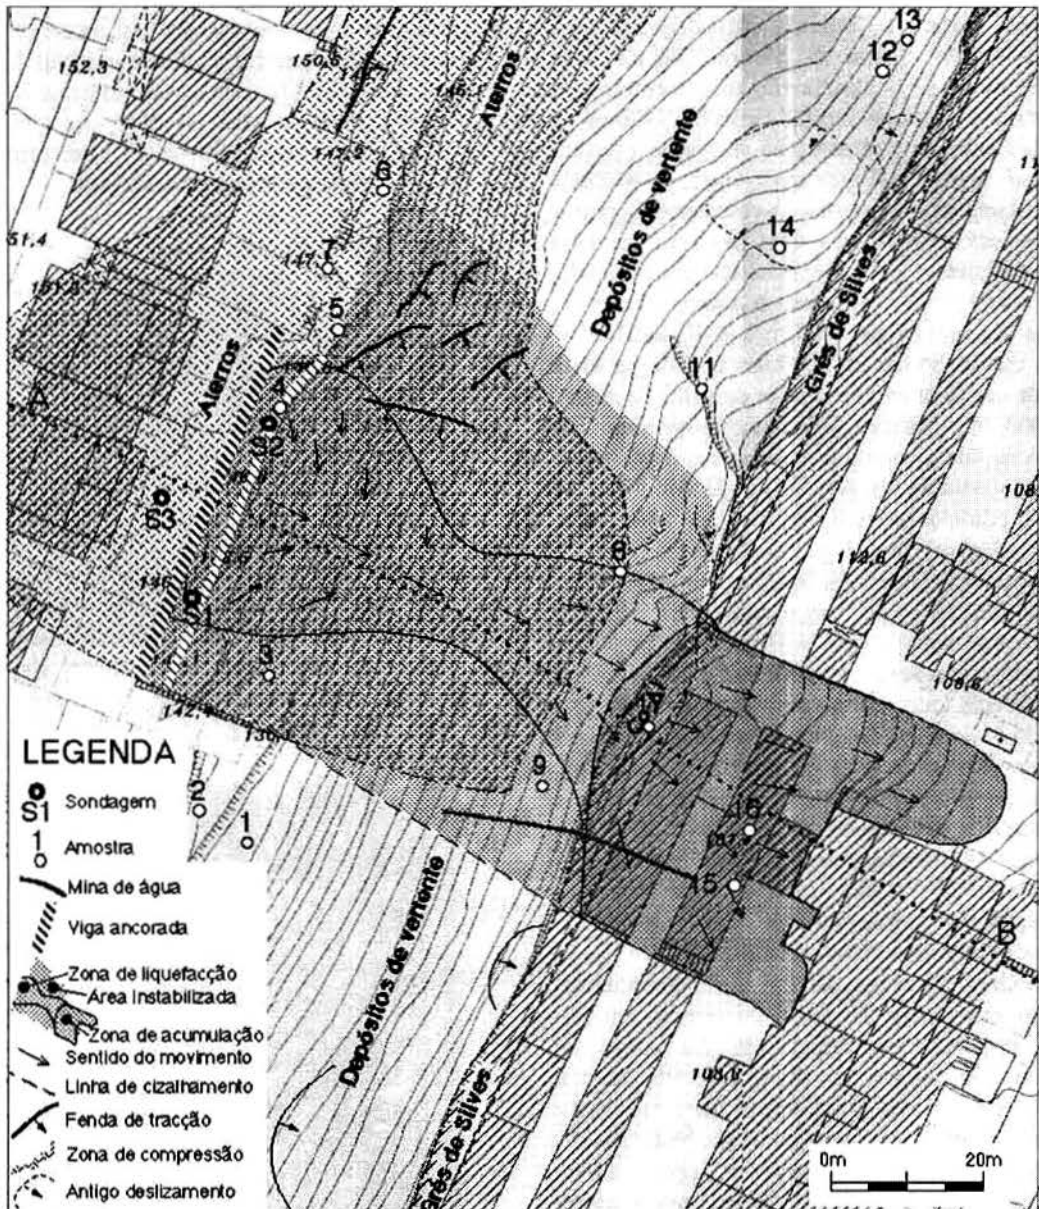 13
12
152,3
Aterros
Depósitos de vertente
14
Grés de Silves
7
5
11
Aterros
4
A
S2
S3
8
112,6
S1
3
108,6
142,
9
LEGENDA
S1 Sondagem
1 Amostra
Mina de água
Viga ancorada
Zona de liquefacção
Área Instabilizada
Zona de acumulação
Sentido do movimento
Linha de cizalhamento
Fenda de tracção
Zona de compressão
Antigo deslizamento
2
1
16
15
B
Depósitos de vertente
Grés de Silves
0m 20m